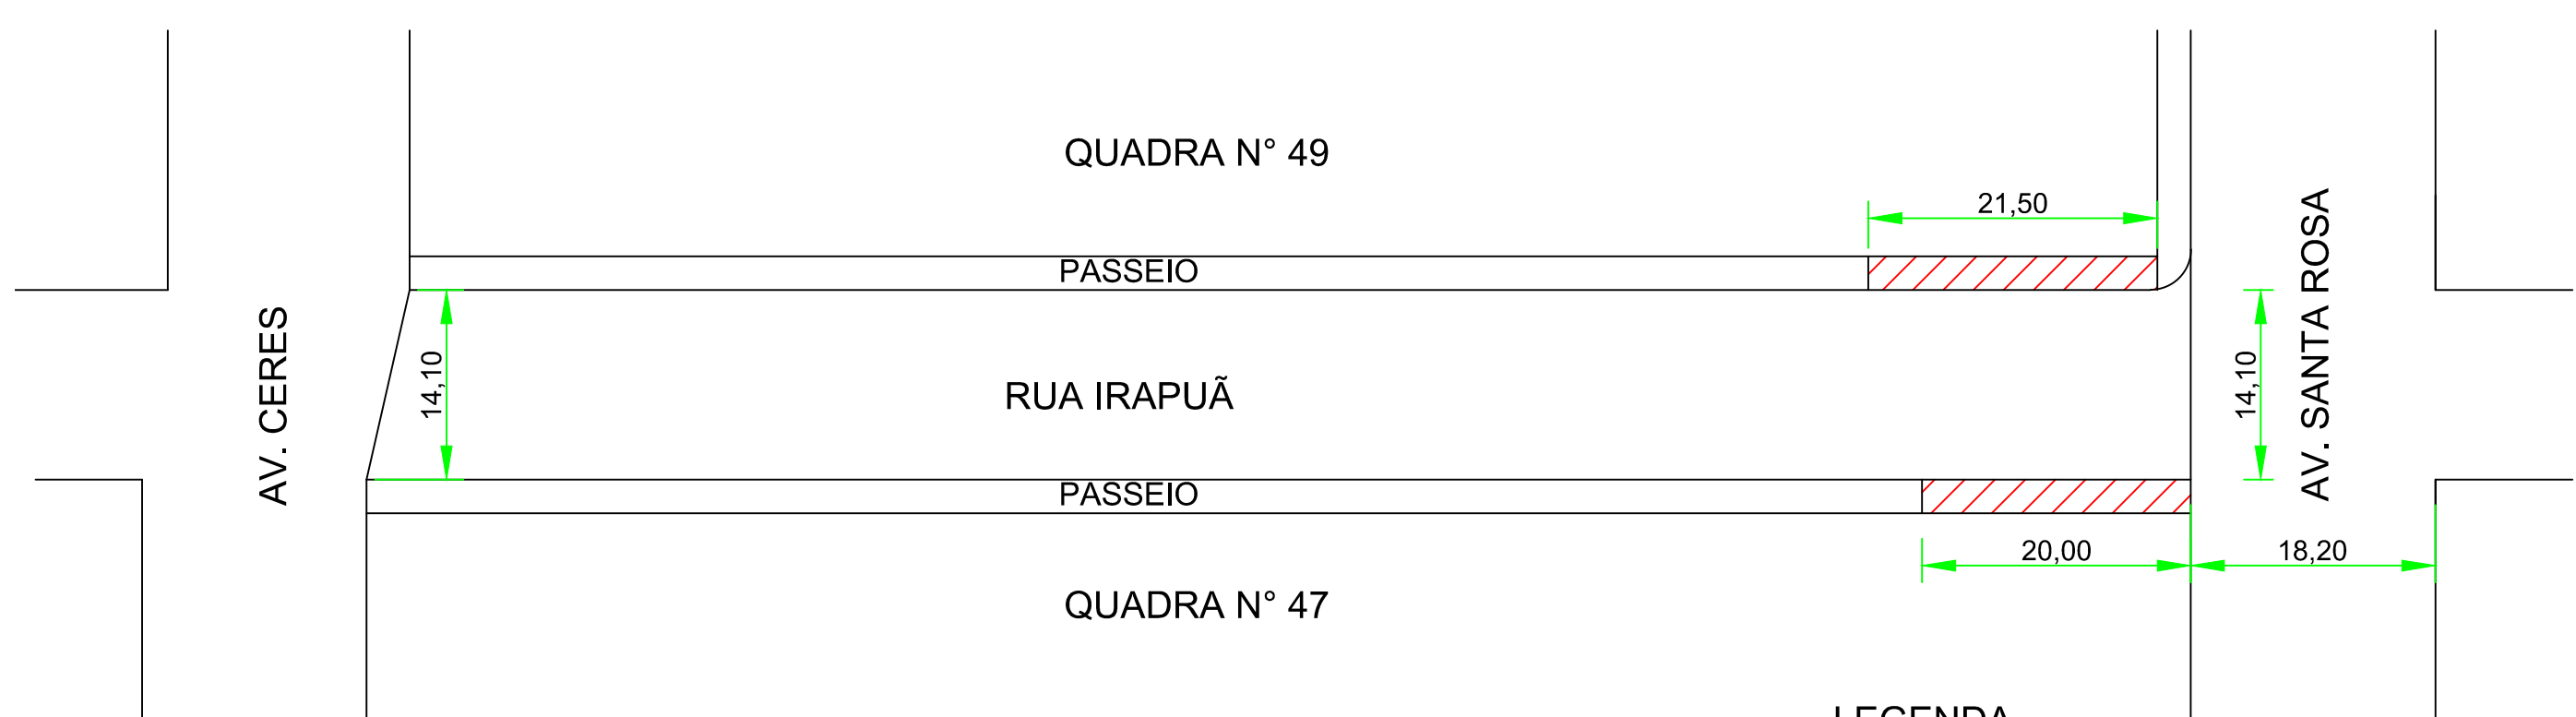 QUADRA N° 49
21,50
PASSEIO
AV. CERES
14,10
RUA IRAPUÃ
14,10
AV. SANTA ROSA
PASSEIO
20,00
18,20
QUADRA N° 47
LEGENDA